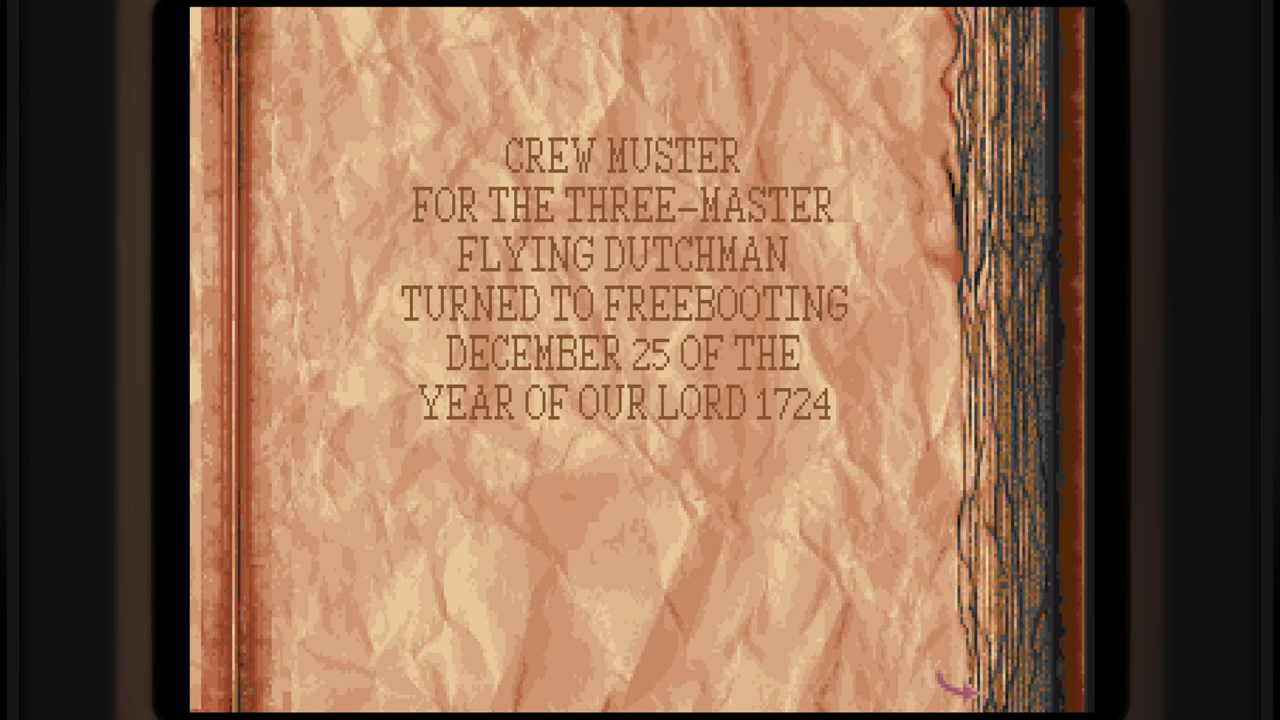 CREW MUSTER
FOR THE THREE-MASTER
FLYING DUTCHMAN
TURNED TO FREEBOOTING
DECEMBER 25 OF THE
YEAR OF OUR LORD 1724